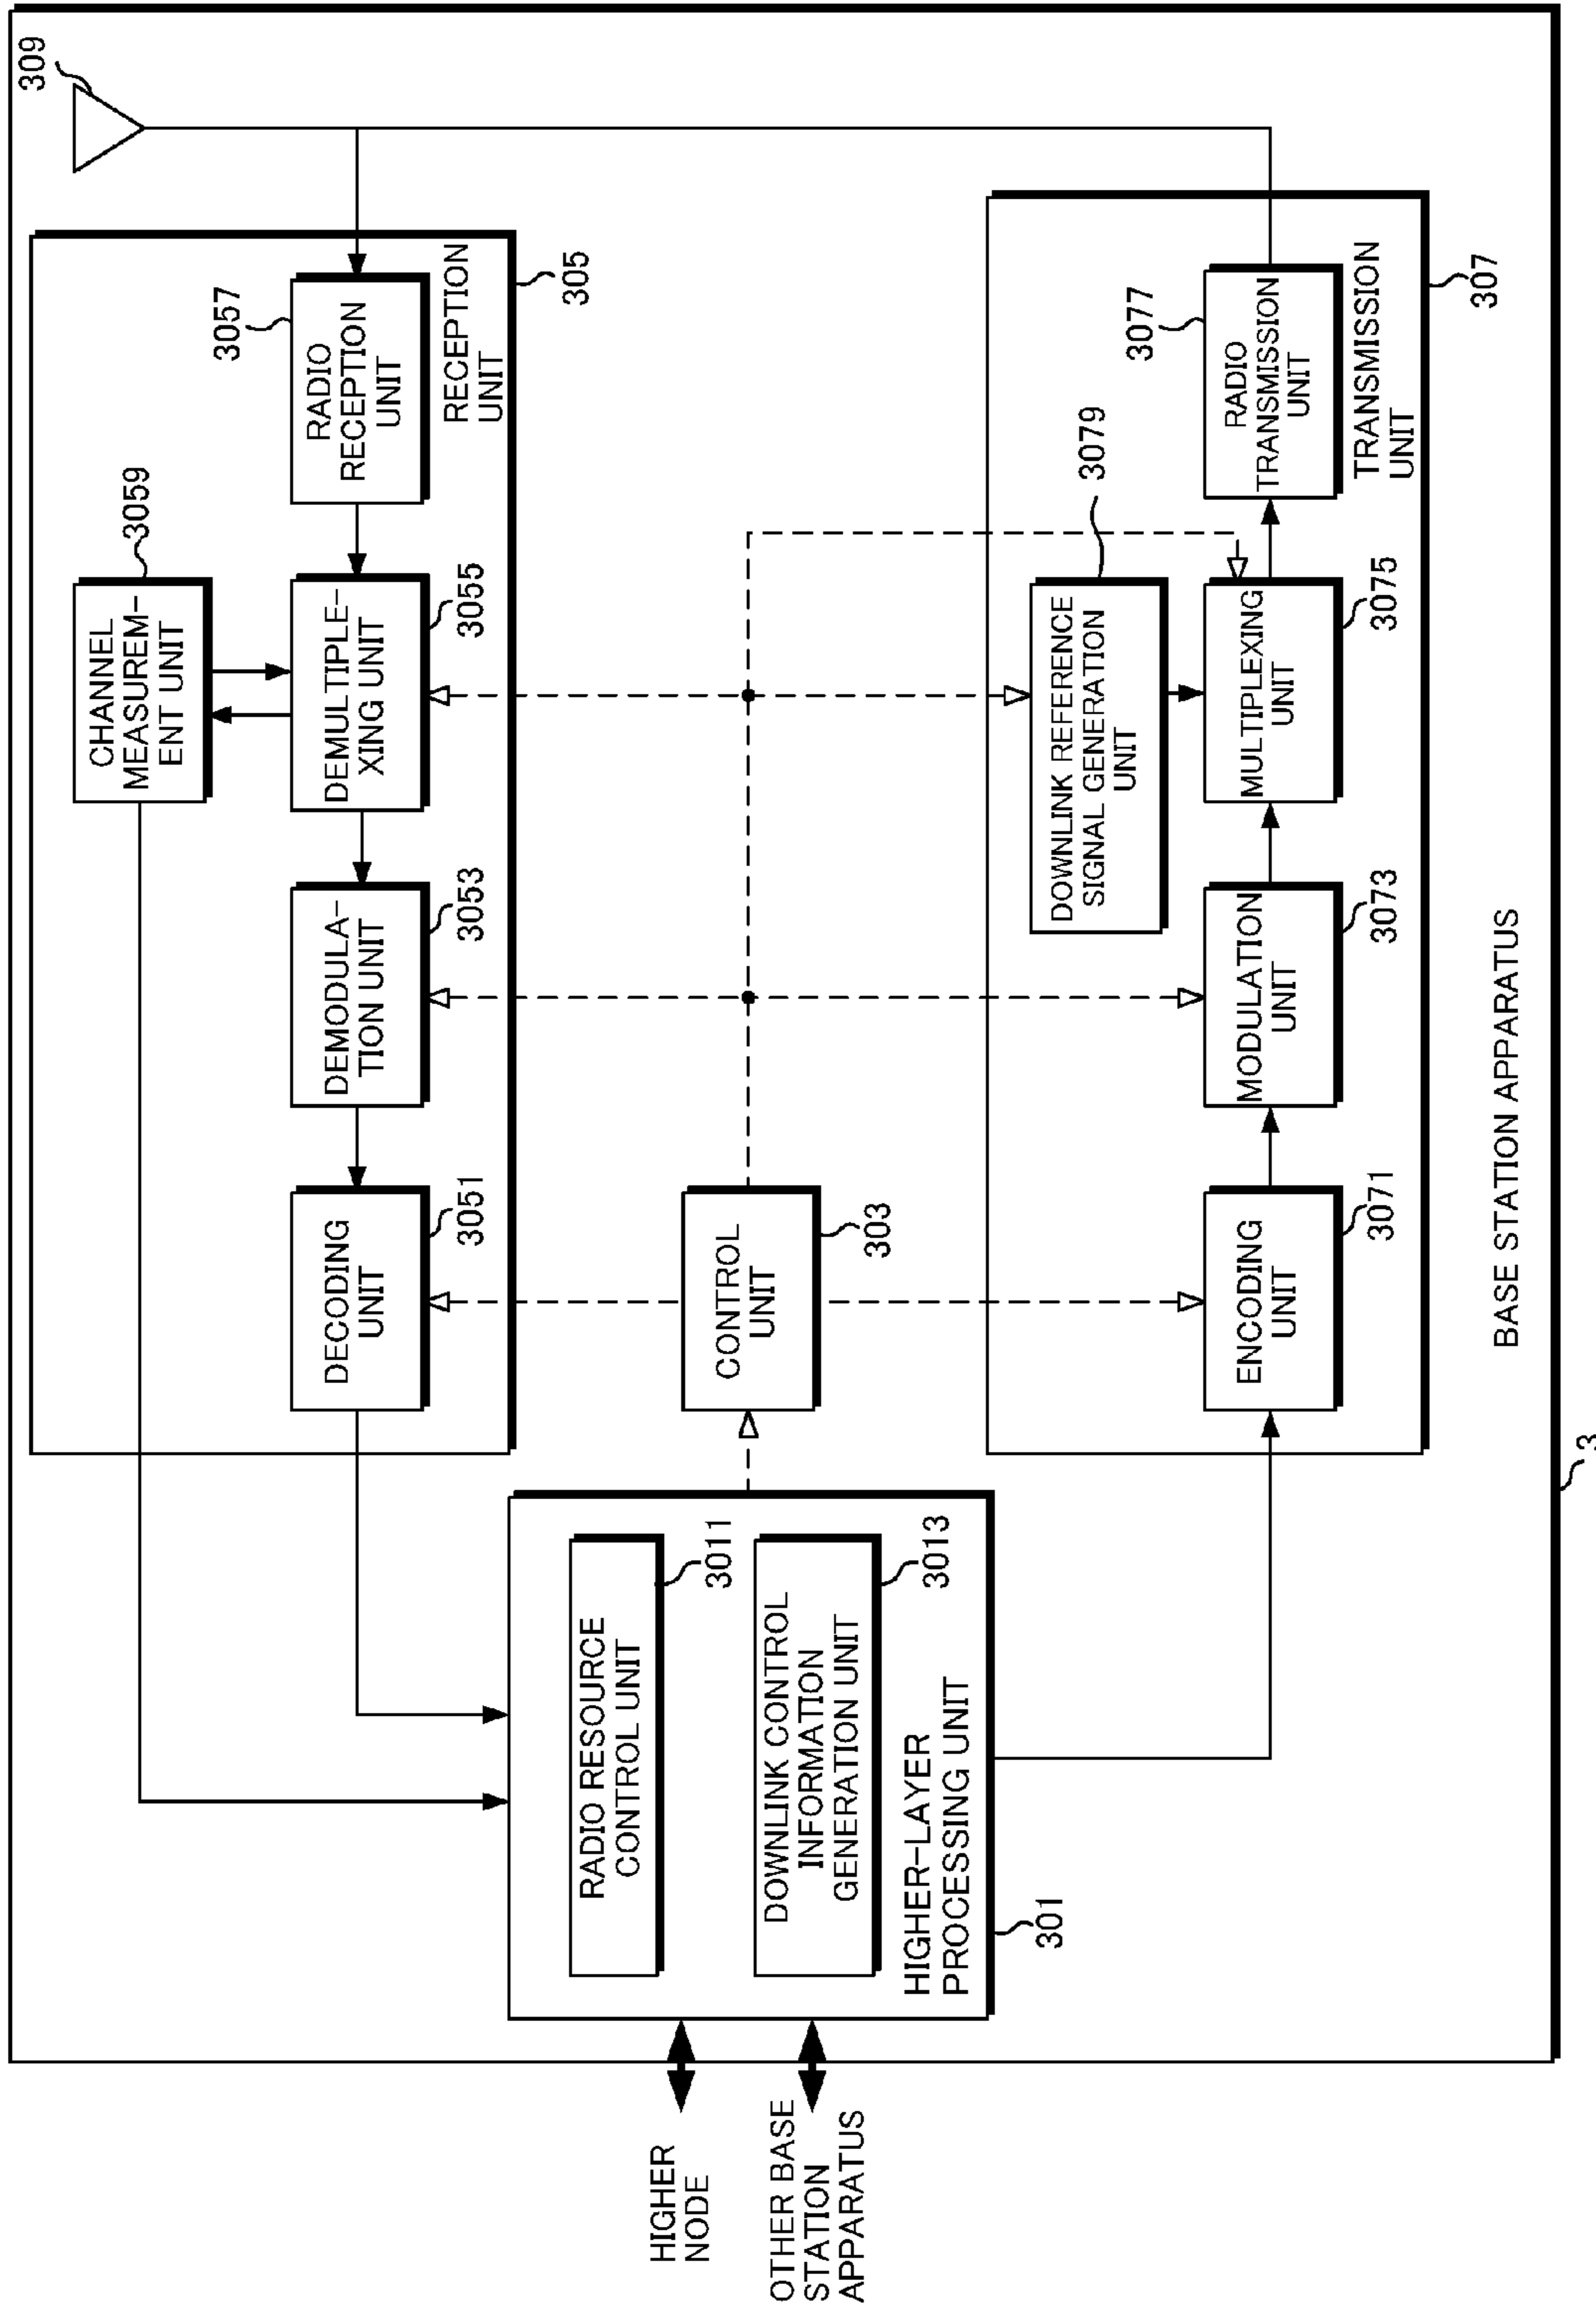 309
3057
RADIO
RECEPTION
UNIT
RECEPTION
UNIT
305
3059
CHANNEL
MEASUREM-
ENT UNIT
DEMULTIPLE-
XING UNIT
3055
DEMODULA-
TION UNIT
3053
DECODING
UNIT
3051
CONTROL
UNIT
303
RADIO RESOURCE
CONTROL UNIT
3011
DOWNLINK CONTROL
INFORMATION
GENERATION UNIT
3013
HIGHER-LAYER
PROCESSING UNIT
301
HIGHER
NODE
OTHER BASE
STATION
APPARATUS
DOWNLINK REFERENCE
SIGNAL GENERATION
UNIT
3079
ENCODING
UNIT
3071
MODULATION
UNIT
3073
MULTIPLEXING
UNIT
3075
RADIO
TRANSMISSION
UNIT
3077
TRANSMISSION
UNIT
307
BASE STATION APPARATUS
3